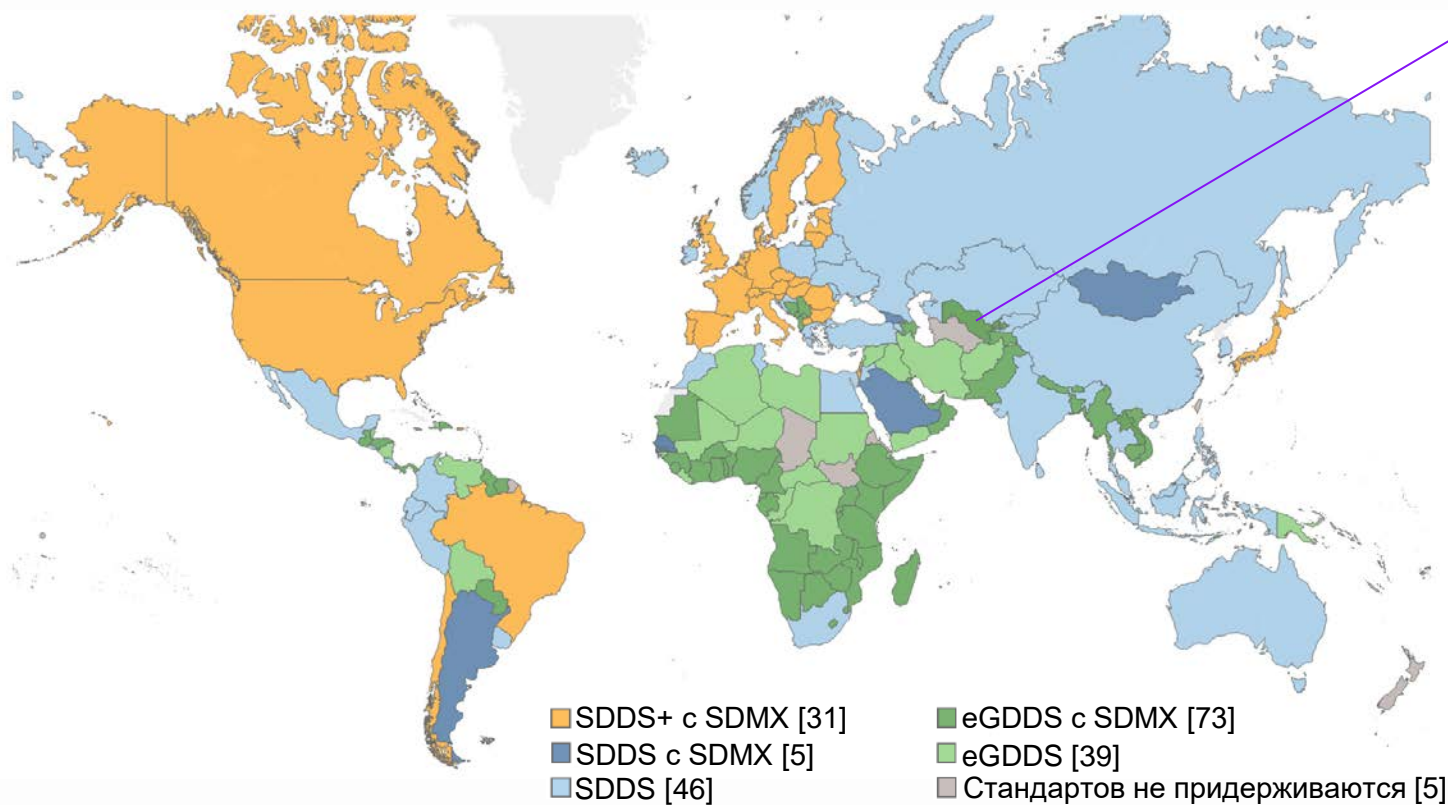 SDDS+ с SDMX [31]
SDDS с SDMX [5]
SDDS [46]
eGDDS с SDMX [73]
eGDDS [39]
Стандартов не придерживаются [5]